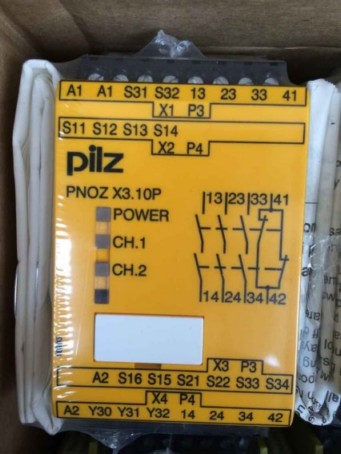 A1 A1 S31 S32 13 23 33 41
X1 P3
S11 S12 S13 S14
X2 P4
pilz
PNOZ X3.10P
POWER
CH.1
CH.2
13 23 33 41
14 24 34 42
X3 P3
A2 S16 S15 S21 S22 S33 S34
X4 P4
A2 Y30 Y31 Y32 14 24 34 42